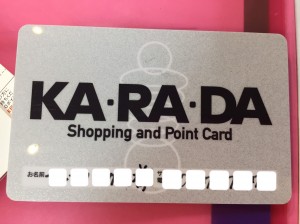 KA·RA·DA
Shopping and Point Card
お名前